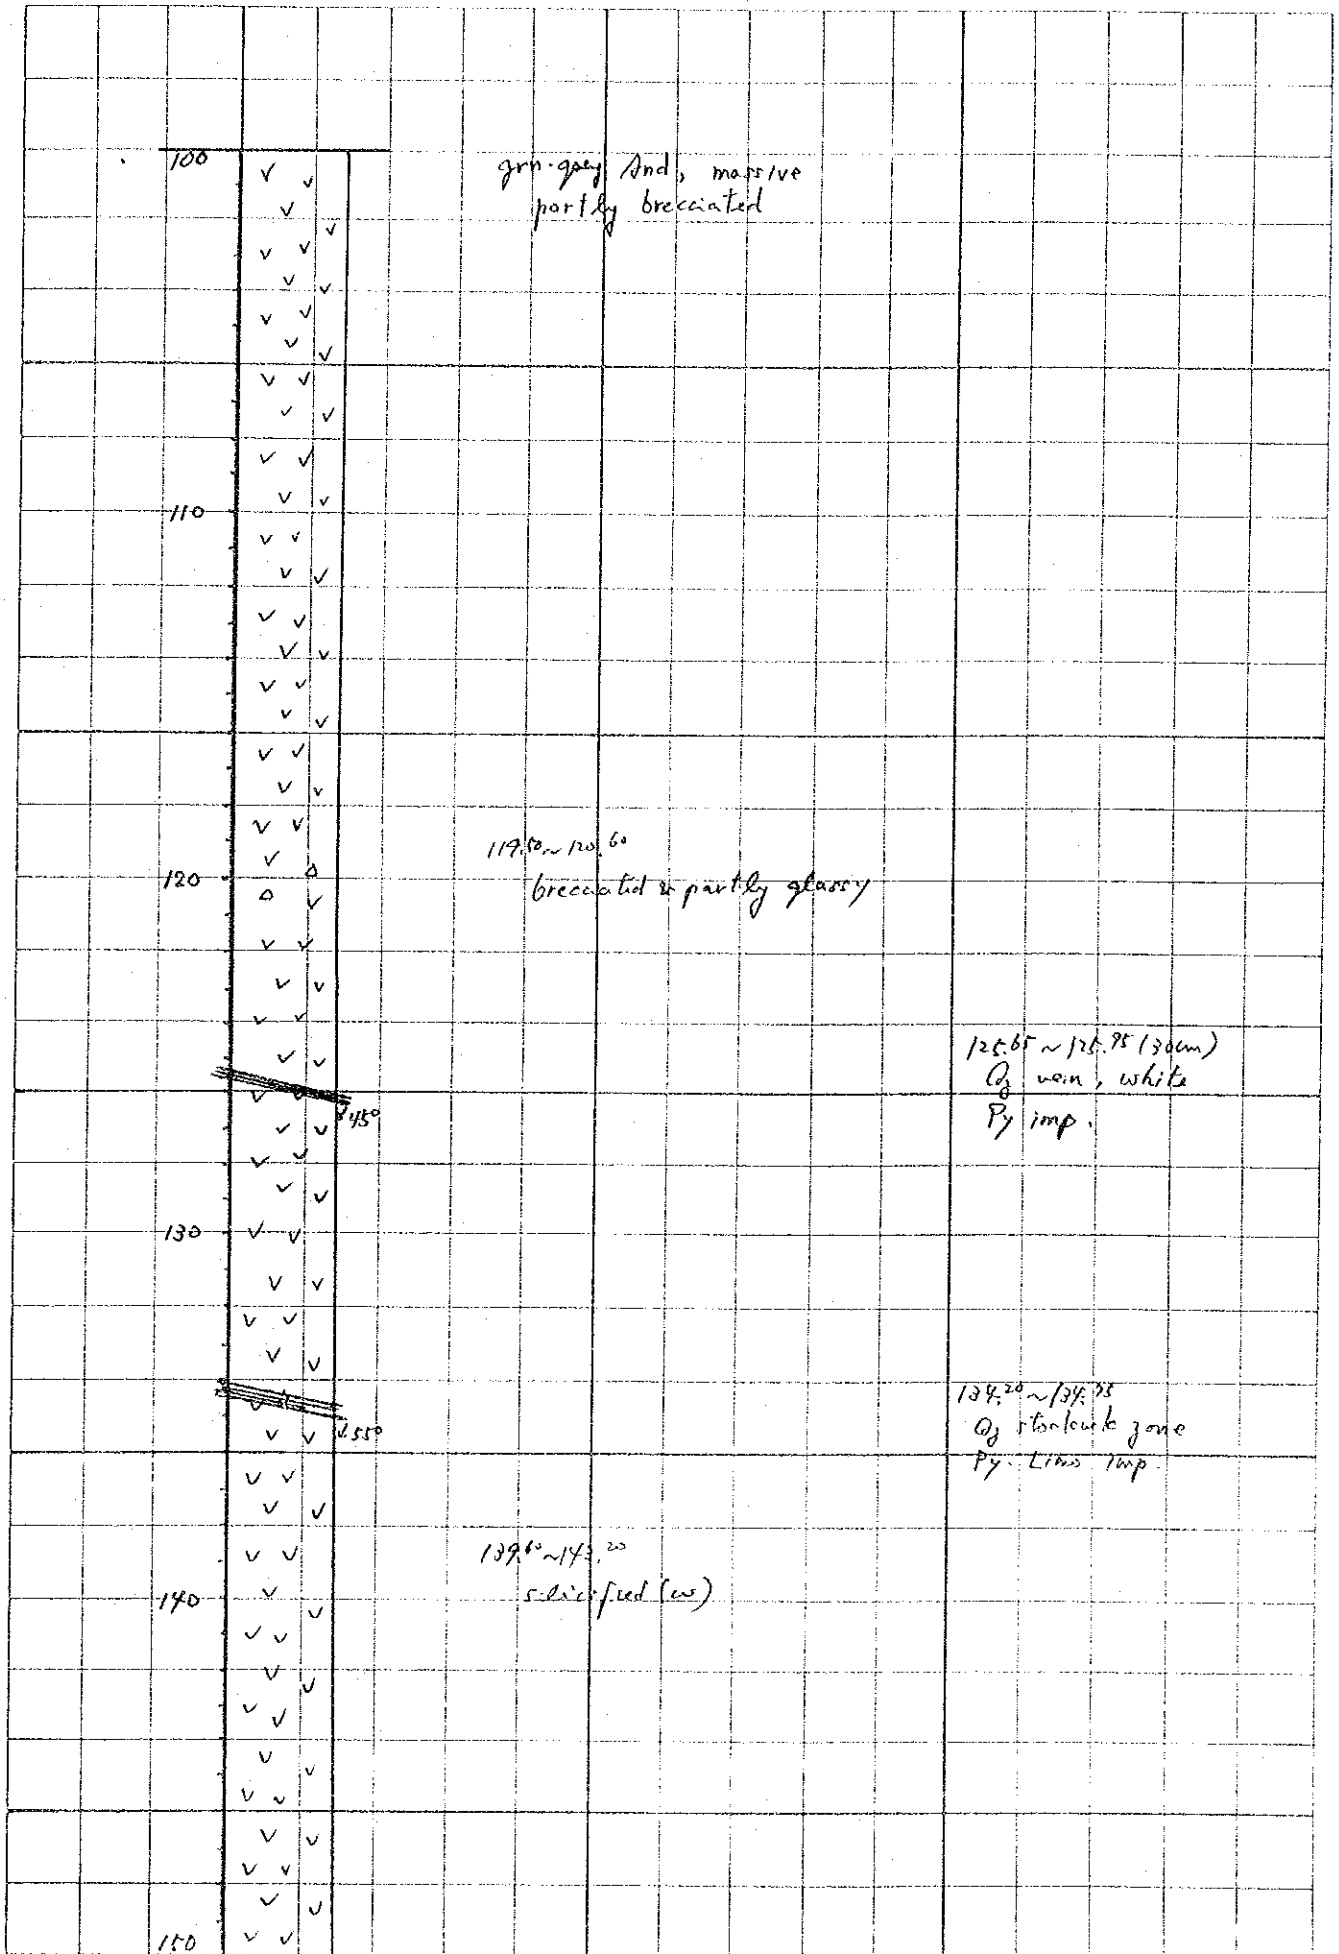 100
grn-grey And, massive
partly brecciated
110
119.50~120.60
120
brecciated & partly glassy
125.65~125.95 (30cm)
Qz vein, white
45°
Py imp.
130
134.20~134.95
55°
Qz stockwork zone
Py. Limo imp.
139.60~143.20
140
silicified (w)
150